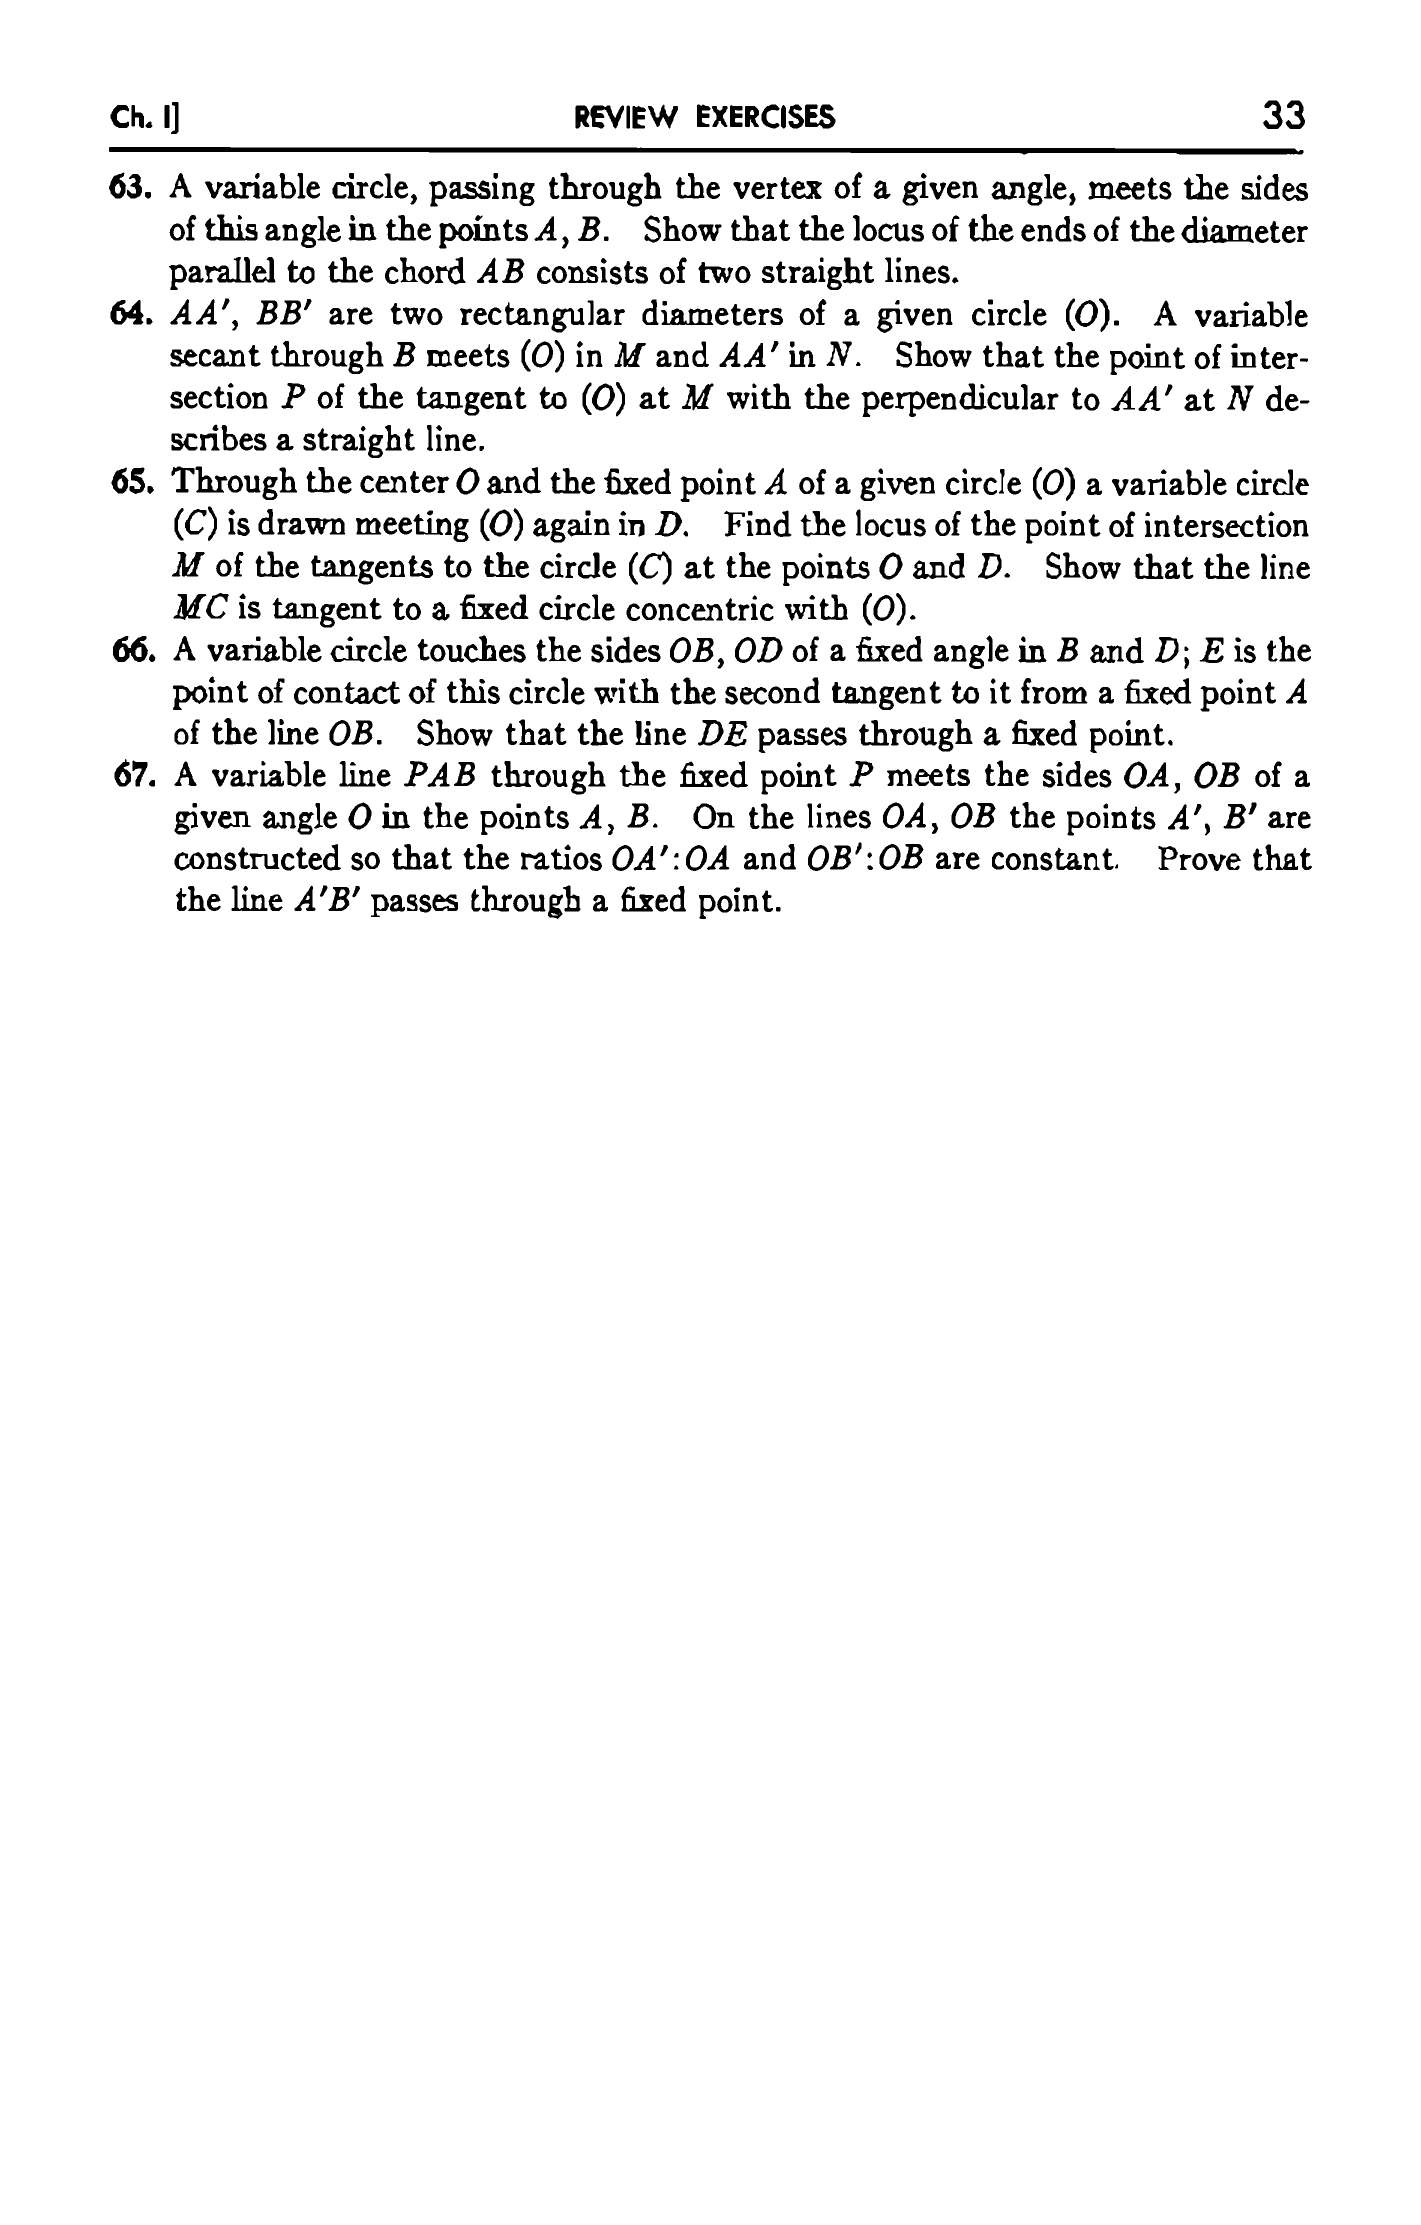 Ch. I] REVIEW EXERCISES 33
63. A variable circle, passing through the vertex of a given angle, meets the sides
of this angle in the points A, B. Show that the locus of the ends of the diameter
parallel to the chord AB consists of two straight lines.
64. AA', BB' are two rectangular diameters of a given circle (O). A variable
secant through B meets (O) in M and AA' in N. Show that the point of inter-
section P of the tangent to (O) at M with the perpendicular to AA' at N de-
scribes a straight line.
65. Through the center O and the fixed point A of a given circle (O) a variable circle
(C) is drawn meeting (O) again in D. Find the locus of the point of intersection
M of the tangents to the circle (C) at the points O and D. Show that the line
MC is tangent to a fixed circle concentric with (O).
66. A variable circle touches the sides OB, OD of a fixed angle in B and D; E is the
point of contact of this circle with the second tangent to it from a fixed point A
of the line OB. Show that the line DE passes through a fixed point.
67. A variable line PAB through the fixed point P meets the sides OA, OB of a
given angle O in the points A, B. On the lines OA, OB the points A', B' are
constructed so that the ratios OA':OA and OB':OB are constant. Prove that
the line A'B' passes through a fixed point.